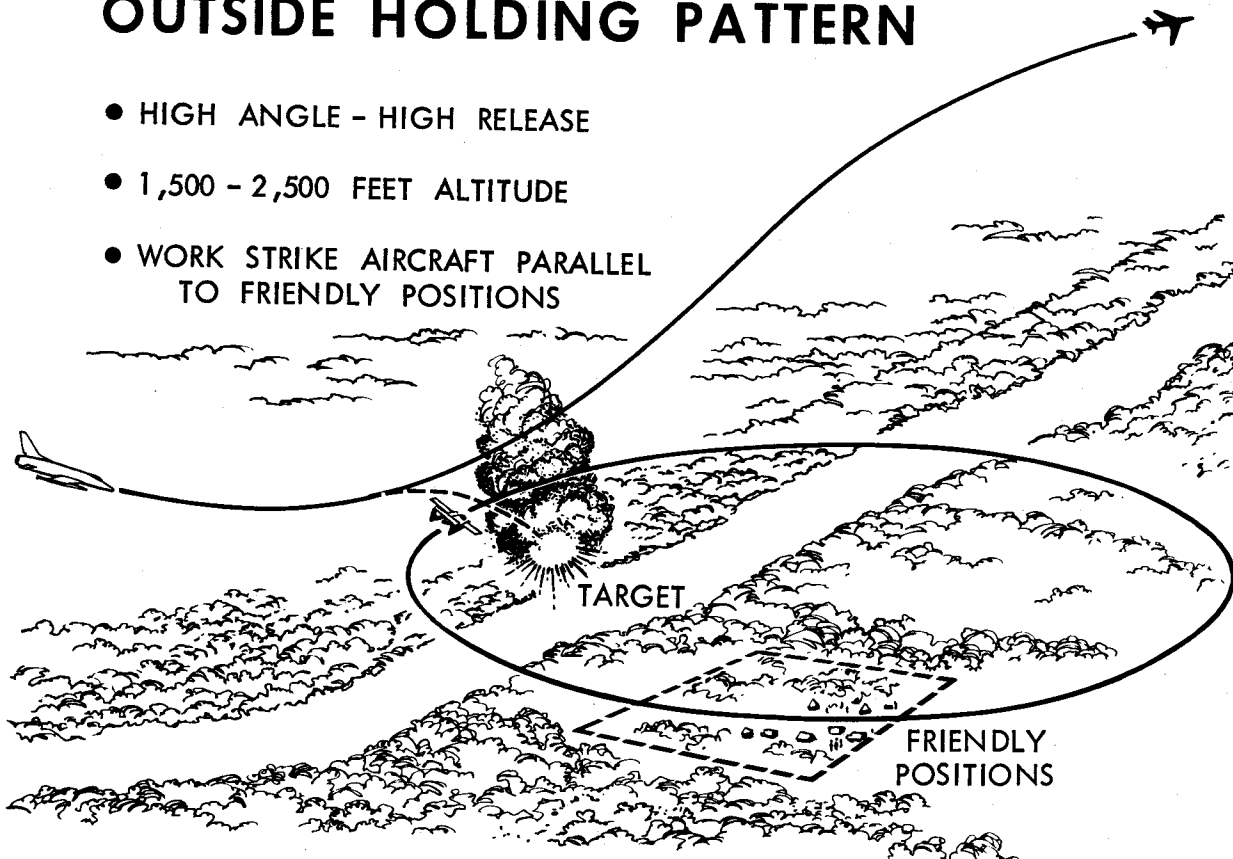 OUTSIDE HOLDING PATTERN
● HIGH ANGLE - HIGH RELEASE
● 1,500 - 2,500 FEET ALTITUDE
● WORK STRIKE AIRCRAFT PARALLEL
TO FRIENDLY POSITIONS
TARGET
FRIENDLY
POSITIONS